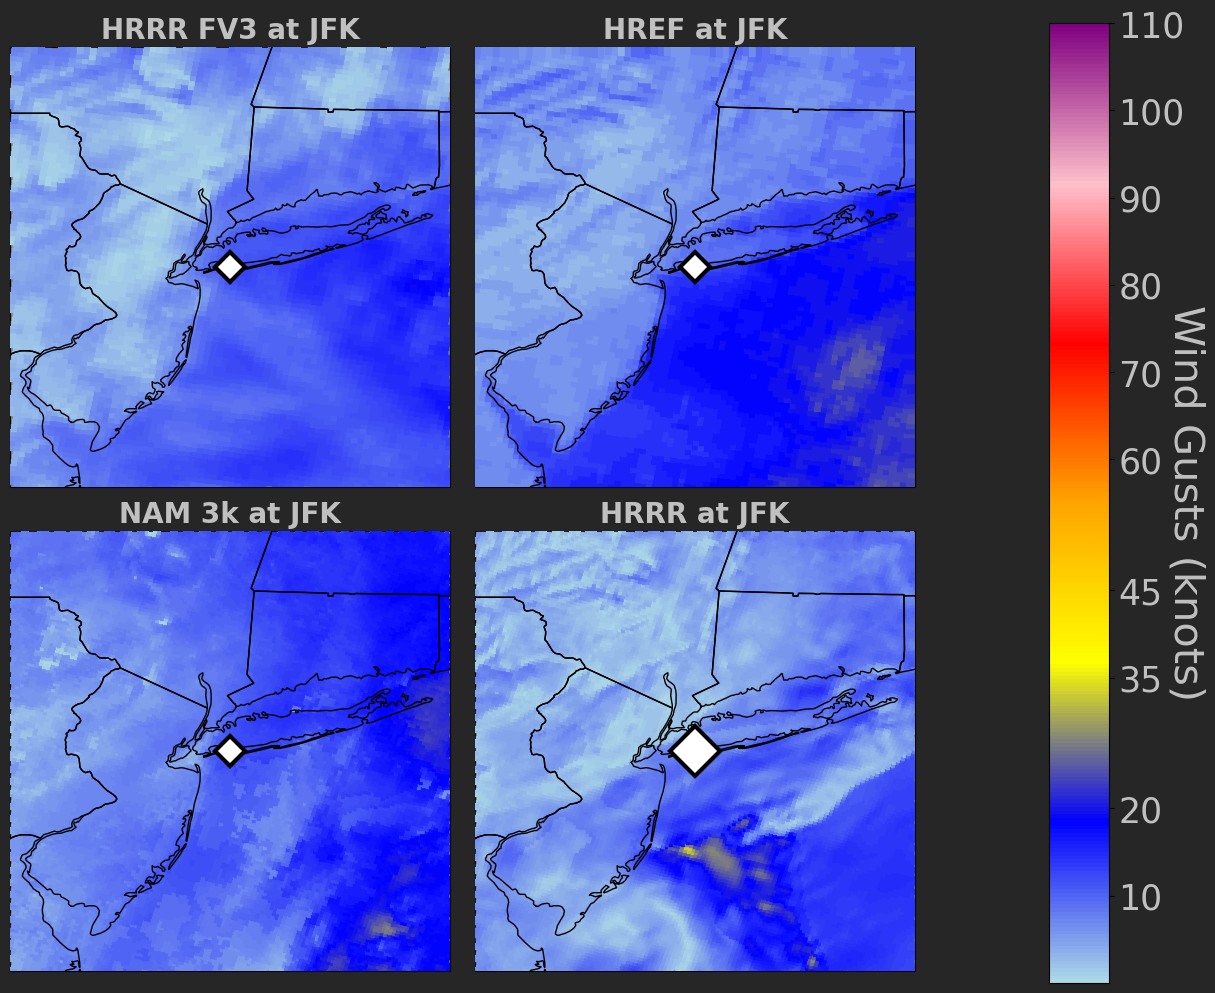 HRRR FV3 at JFK
HREF at JFK
NAM 3k at JFK
HRRR at JFK
110
100
90
80
70
60
45
35
20
10
Wind Gusts (knots)